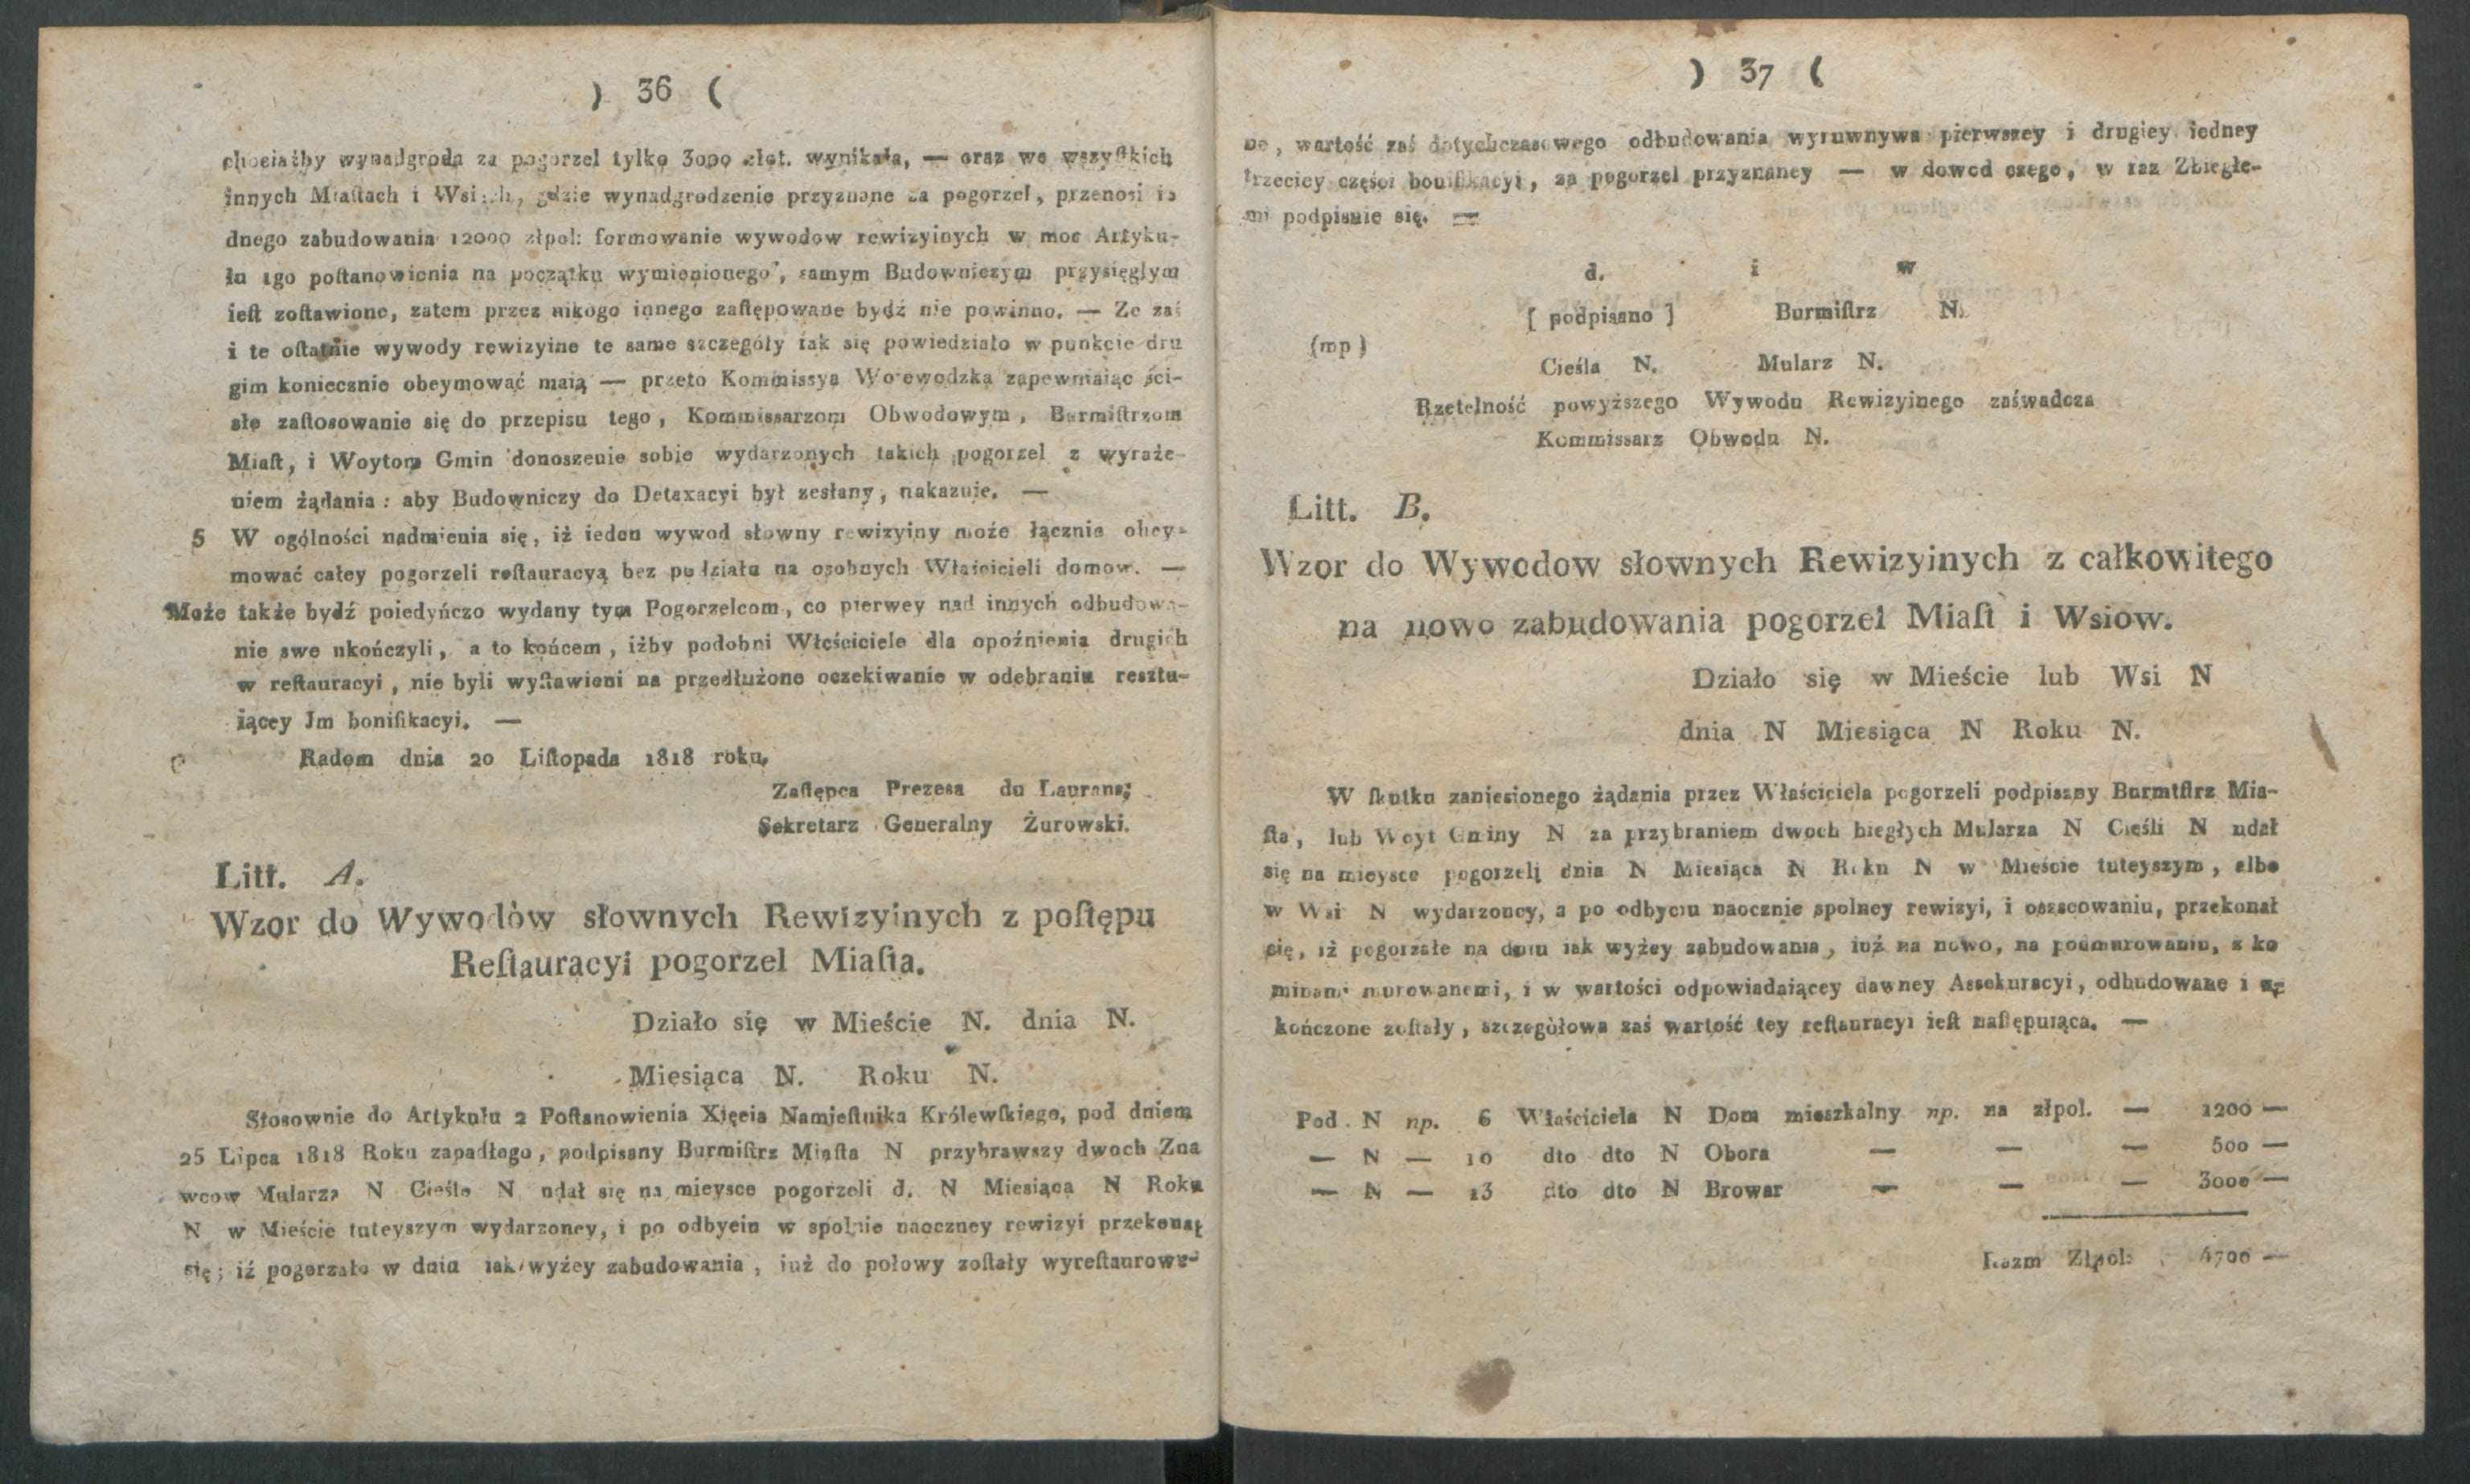 ) 36 (
chociażby wynadgroda za pogorzel tylko 3000 złot. wynikała, — oraz we wszyſtkich
innych Miaſtach i Wsiach, gdzie wynadgrodzenie przyznane za pogorzel, przenosi ie
dnego zabudowania 12000 złpol: formowanie wywodow rewizyinych w moc Artyku-
łu 1go poſtanowienia na początku wymienionego, samym Budowniczym przysięgłym
ieſt zoſtawione, zatem przez nikogo innego zaſtępowane bydź nie powinno. — Ze zaś
i te oſtatnie wywody rewizyine te same szczegóły iak się powiedziało w punkcie dru
gim koniecznie obeymować maią — przeto Kommissya Woiewodzka zapewniaiąc ści-
słe zaſtosowanie się do przepisu tego, Kommissarzom Obwodowym, Burmiſtrzom
Miaſt, i Woytom Gmin donoszenie sobie wydarzonych takich pogorzel z wyraże-
niem żądania: aby Budowniczy do Detaxacyi był zesłany, nakazuie. —
5 W ogólności nadmienia się, iż ieden wywod słowny rewizyiny może łącznie obey-
mować całey pogorzeli reſtauracyą bez podziału na osobnych Właścicieli domow. —
Może także bydź poiedyńczo wydany tym Pogorzelcom, co pierwey nad innych odbudowa-
nie swe ukończyli, a to końcem, iżby podobni Włeściciele dla opoźnienia drugich
w reſtauracyi, nie byli wyſtawieni na przedłużone oczekiwanie w odebraniu resztu-
iącey Jm bonifikacyi. —
Radom dnia 20 Liſtopada 1818 roku.
Zaſtępca Prezesa du Laurans;
Sekretarz Generalny Żurowski.
Litt. A.
Wzor do Wywodòw słownych Rewizyinych z poſtępu
Reſtauracyi pogorzel Miaſta.
Działo się w Mieście N. dnia N.
Miesiąca N. Roku N.
Stosownie do Artykułu 2 Poſtanowienia Xięcia Namieſtnika Królewſkiego, pod dniem
25 Lipca 1818 Roku zapadłego, podpisany Burmiſtrz Miaſta N przybrawszy dwoch Zna
wcow Mularza N Cieśle N udał się na mieysce pogorzeli d. N Miesiąca N Roku
N w Mieście tuteyszym wydarzoney, i po odbyciu w spolnie naoczney rewizyi przekonał
się; iż pogorzałe w dniu iak wyżey zabudowania, iuż do połowy zoſtały wyreſtaurowa-
) 37 (
ne, wartość zaś dotychczasowego odbudowania wyruwnywa pierwszey i drugiey iedney
trzeciey części bonifikacyi, za pogorzel przyznaney — w dowod czego, w raz Zbiegłe-
mi podpisuie się. —
d. i w
[ podpisano ] Burmiſtrz N.
(mp)
Cieśla N. Mularz N.
Rzetelność powyższego Wywodu Rewizyinego zaświadcza
Kommissarz Obwodu N.
Litt. B.
Wzor do Wywodow słownych Rewizyinych z całkowitego
na nowo zabudowania pogorzel Miaſt i Wsiow.
Działo się w Mieście lub Wsi N
dnia N Miesiąca N Roku N.
W ſkutku zaniesionego żądania przez Właściciela pogorzeli podpisany Burmtſtrz Mia-
ſta, lub Woyt Gminy N za przybraniem dwoch biegłych Mularza N Cieśli N udał
się na mieysce pogorzeli dnia N Miesiąca N Roku N w Mieście tuteyszym, albo
w Wsi N wydarzoney, a po odbyciu naocznie spolney rewizyi, i oszacowaniu, przekonał
się, iż pogorzałe na dniu iak wyżey zabudowania, iuż na nowo, na podmurowaniu, z ko
minami murowanemi, i w wartości odpowiadaiącey dawney Assekuracyi, odbudowane i
kończone zoſtały, szczegòłowa zaś wartość tey reſtauracyi ieſt naſtępuiąca. —
Pod N np. 6 Właściciela N Dom mieszkalny np. na złpol. — 1200 —
— N — 10 dto dto N Obora — — — 500 —
— N — 13 dto dto N Browar — — — 3000 —
Razm Złpol: 4700 —